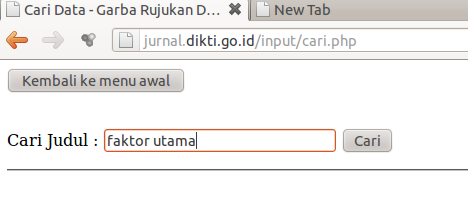 Cari Data - Garba Rujukan D... New Tab
jurnal.dikti.go.id/input/cari.php
Kembali ke menu awal
Cari Judul : faktor utama Cari